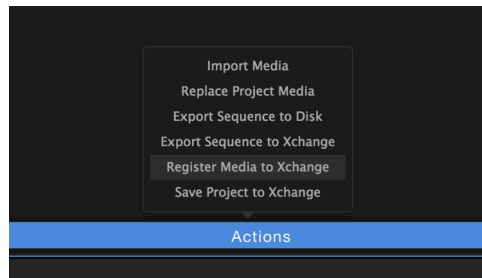 Import Media
Replace Project Media
Export Sequence to Disk
Export Sequence to Xchange
Register Media to Xchange
Save Project to Xchange
Actions